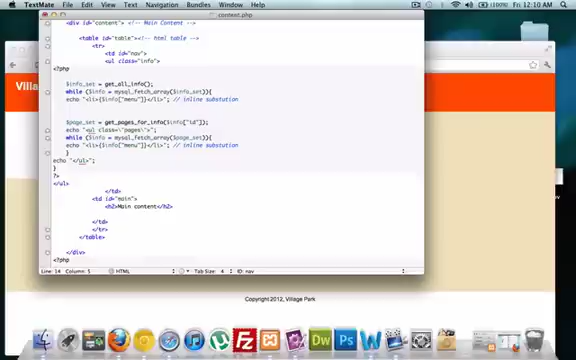 TextMate File Edit View Text Navigation Bundles Window Help (100%) Fri Dec 2 12:10 AM
content.php
<div id="content"> <!-- Main Content -->
<table id="table"><!-- html table -->
<tr>
<td id="nav">
<ul class="info">
<?php
$info_set = get_all_info();
while ($info = mysql_fetch_array($info_set)){
echo "<li>{$info["menu"]}</li>"; // inline substution
$page_set = get_pages_for_info($info["id"]);
echo "<ul class=\"pages\">";
while ($info = mysql_fetch_array($page_set)){
echo "<li>{$info["menu"]}</li>"; // inline substution
}
echo "</ul>";
}
?>
</ul>
</td>
<td id="main">
<h2>Main content</h2>
</td>
</tr>
</table>
</div>
<?php
Line: 14 Column: 5 HTML Tab Size: 4 ID: nav
Villa
Copyright 2012, Village Park